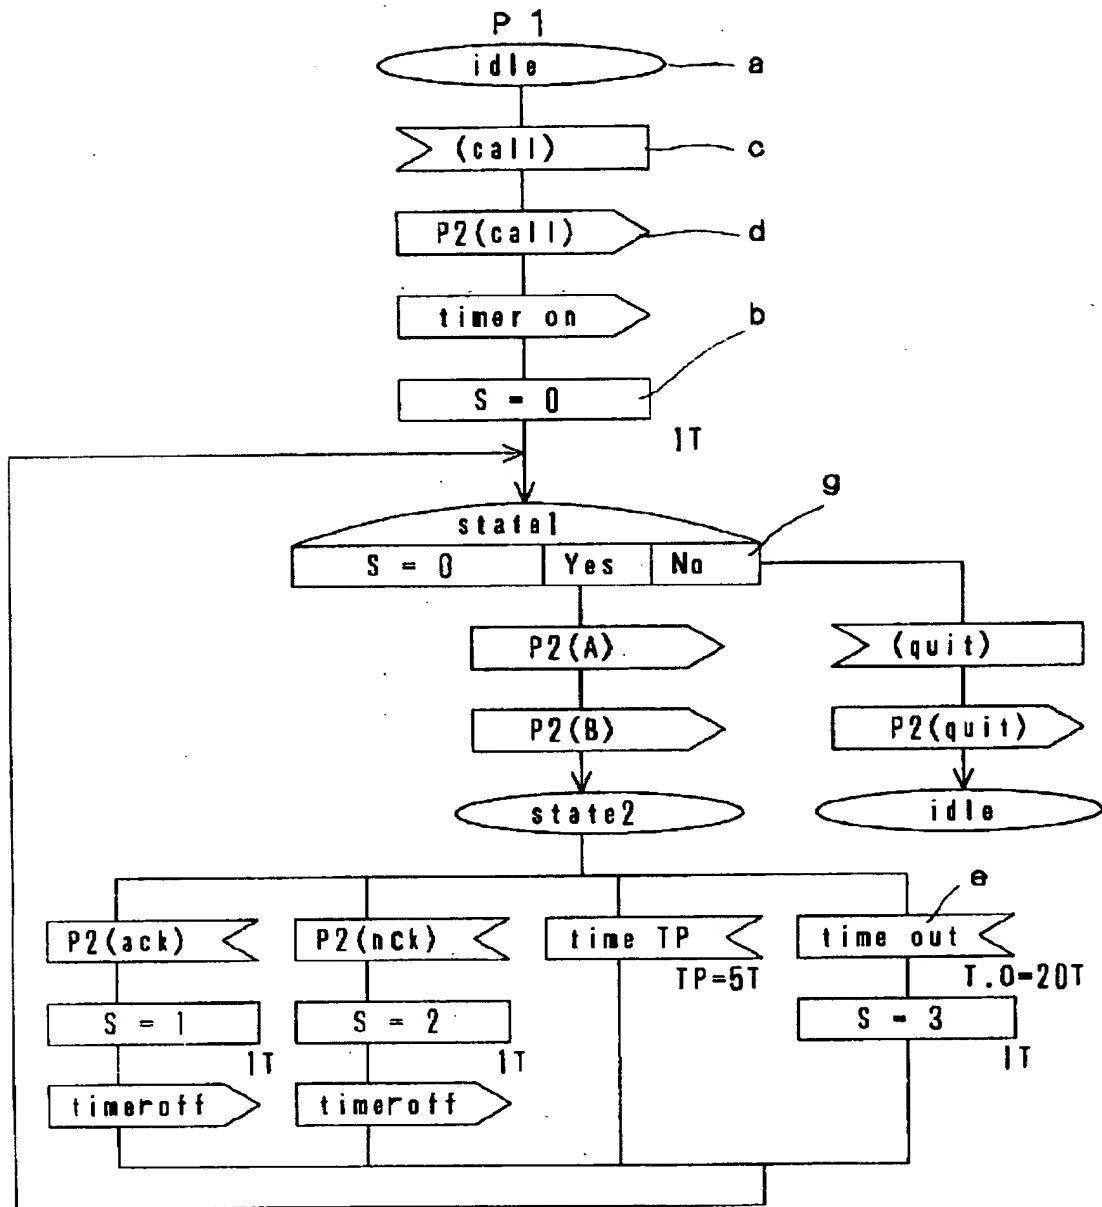 P 1
idle
a
(call)
c
P2(call)
d
timer on
b
S = 0
1T
g
state1
S = 0 Yes No
P2(A)
(quit)
P2(B)
P2(quit)
state2
idle
e
P2(ack) P2(nck) time TP time out
TP=5T T.0=20T
S = 1 S = 2 S = 3
1T 1T 1T
timeroff timeroff